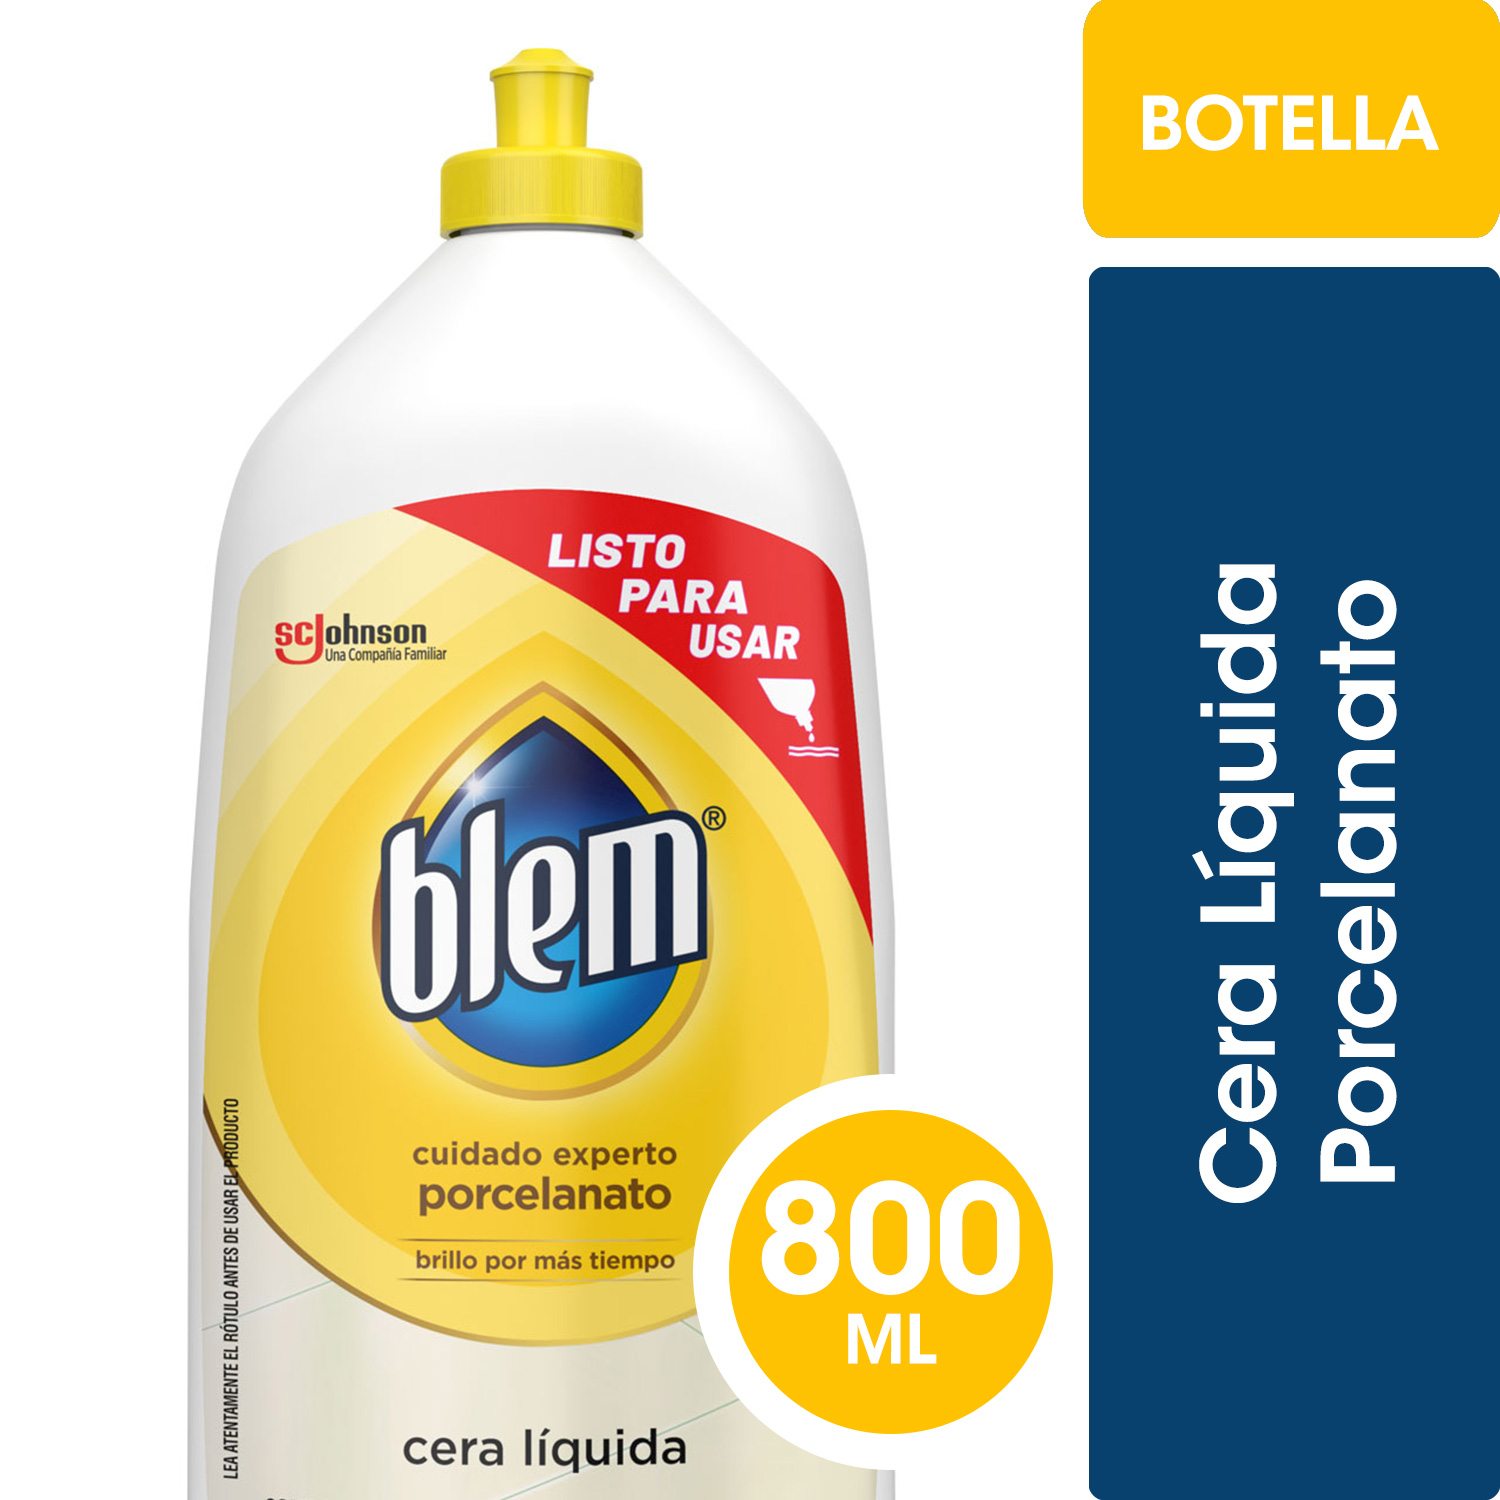 BOTELLA
Cera Líquida
Porcelanato
LISTO
PARA
USAR
SCJohnson
Una Compañía Familiar
blem®
cuidado experto
porcelanato
brillo por más tiempo
LEA ATENTAMENTE EL RÓTULO ANTES DE USAR EL PRODUCTO
800
ML
cera líquida